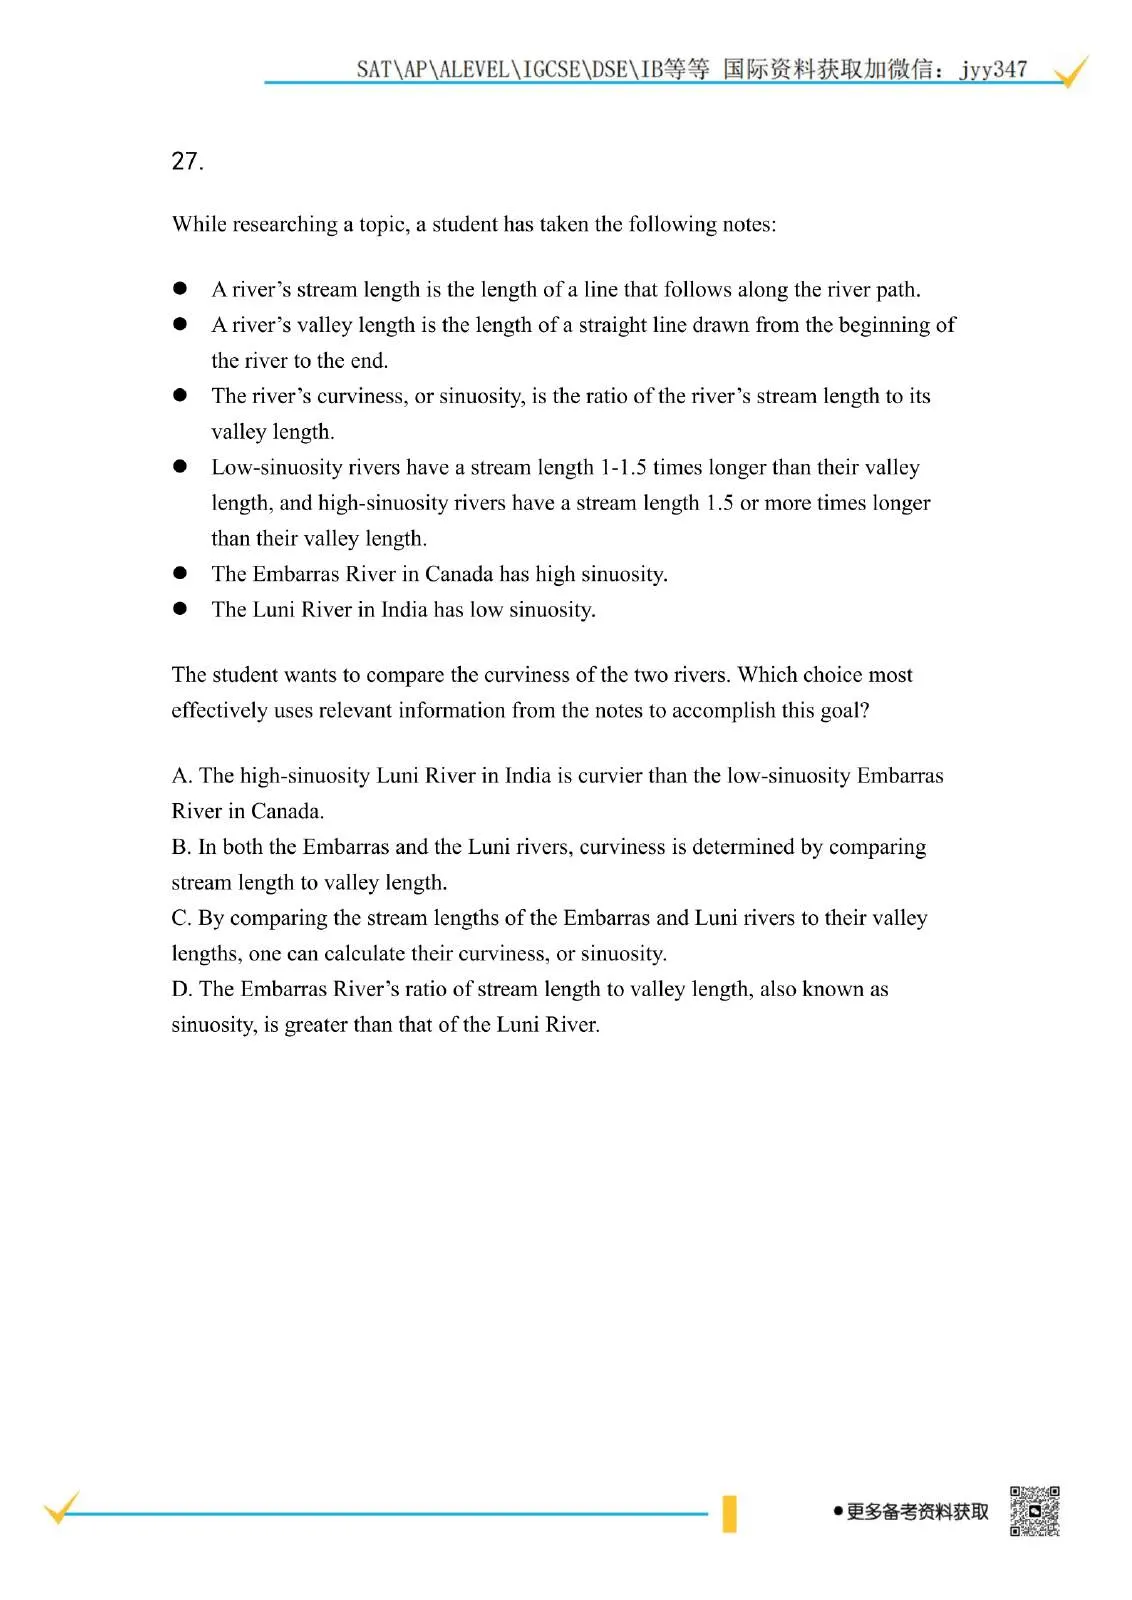 SAT\AP\ALEVEL\IGCSE\DSE\IB等等 国际资料获取加微信：jyy347
27.
While researching a topic, a student has taken the following notes:
● A river’s stream length is the length of a line that follows along the river path.
● A river’s valley length is the length of a straight line drawn from the beginning of
the river to the end.
● The river’s curviness, or sinuosity, is the ratio of the river’s stream length to its
valley length.
● Low-sinuosity rivers have a stream length 1-1.5 times longer than their valley
length, and high-sinuosity rivers have a stream length 1.5 or more times longer
than their valley length.
● The Embarras River in Canada has high sinuosity.
● The Luni River in India has low sinuosity.
The student wants to compare the curviness of the two rivers. Which choice most
effectively uses relevant information from the notes to accomplish this goal?
A. The high-sinuosity Luni River in India is curvier than the low-sinuosity Embarras
River in Canada.
B. In both the Embarras and the Luni rivers, curviness is determined by comparing
stream length to valley length.
C. By comparing the stream lengths of the Embarras and Luni rivers to their valley
lengths, one can calculate their curviness, or sinuosity.
D. The Embarras River’s ratio of stream length to valley length, also known as
sinuosity, is greater than that of the Luni River.
●更多备考资料获取